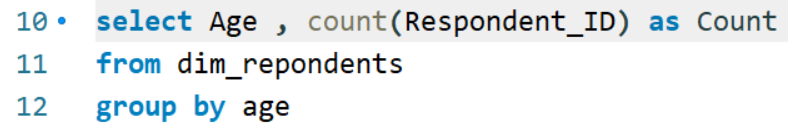 10 select Age , count(Respondent_ID) as Count
11 from dim_repondents
12 group by age